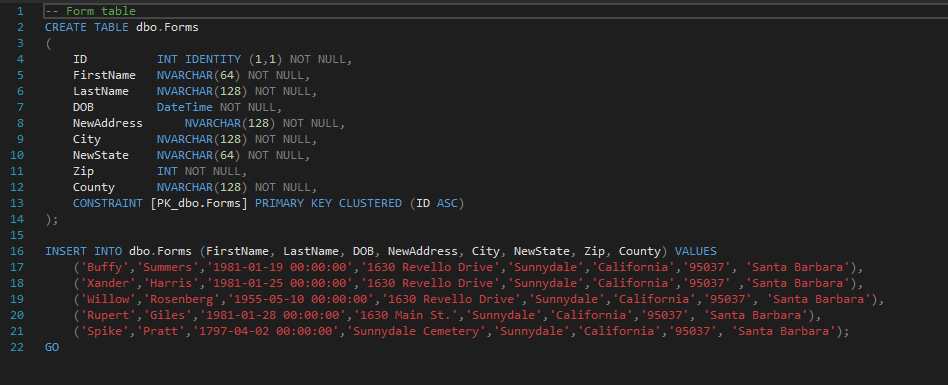 1 -- Form table
2 CREATE TABLE dbo.Forms
3 (
4 ID INT IDENTITY (1,1) NOT NULL,
5 FirstName NVARCHAR(64) NOT NULL,
6 LastName NVARCHAR(128) NOT NULL,
7 DOB DateTime NOT NULL,
8 NewAddress NVARCHAR(128) NOT NULL,
9 City NVARCHAR(128) NOT NULL,
10 NewState NVARCHAR(64) NOT NULL,
11 Zip INT NOT NULL,
12 County NVARCHAR(128) NOT NULL,
13 CONSTRAINT [PK_dbo.Forms] PRIMARY KEY CLUSTERED (ID ASC)
14 );
15
16 INSERT INTO dbo.Forms (FirstName, LastName, DOB, NewAddress, City, NewState, Zip, County) VALUES
17 ('Buffy','Summers','1981-01-19 00:00:00','1630 Revello Drive','Sunnydale','California','95037', 'Santa Barbara'),
18 ('Xander','Harris','1981-01-25 00:00:00','1630 Revello Drive','Sunnydale','California','95037' ,'Santa Barbara'),
19 ('Willow','Rosenberg','1955-05-10 00:00:00','1630 Revello Drive','Sunnydale','California','95037', 'Santa Barbara'),
20 ('Rupert','Giles','1981-01-28 00:00:00','1630 Main St.','Sunnydale','California','95037', 'Santa Barbara'),
21 ('Spike','Pratt','1797-04-02 00:00:00','Sunnydale Cemetery','Sunnydale','California','95037', 'Santa Barbara');
22 GO